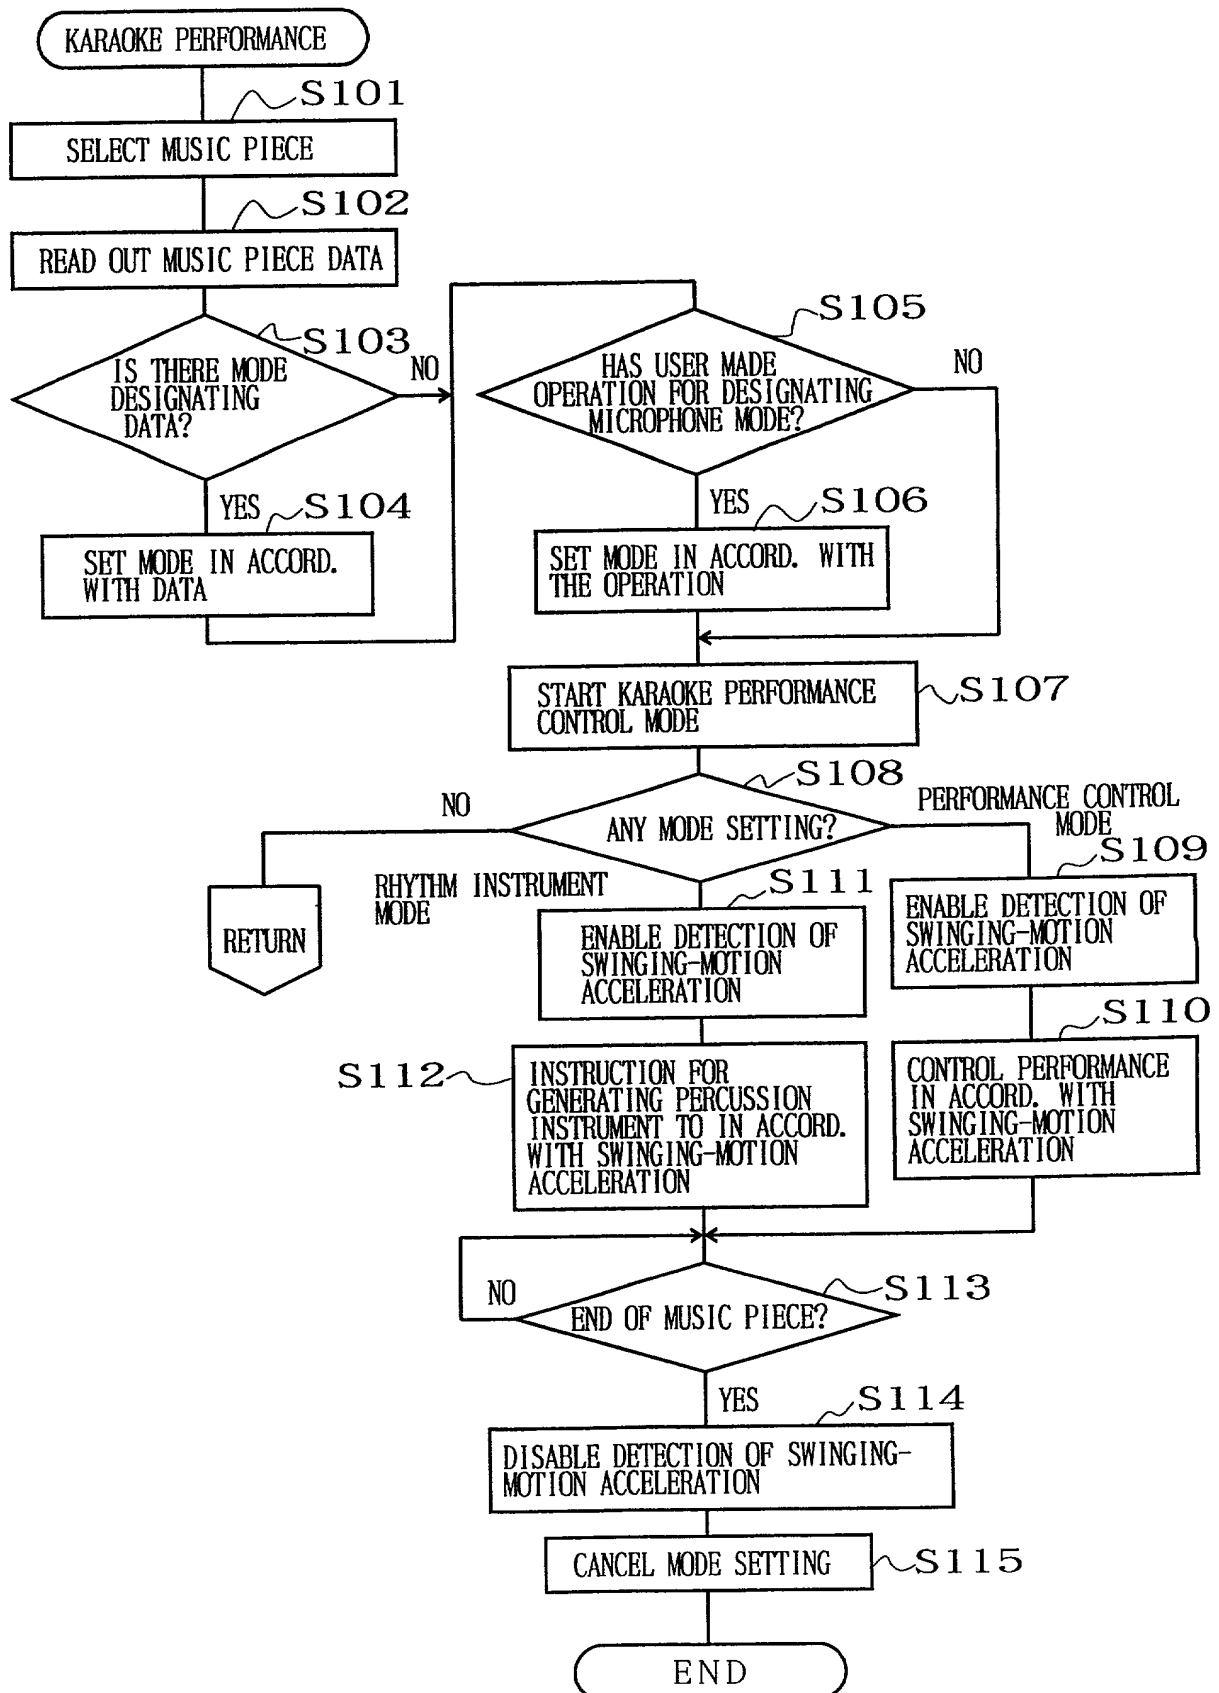 KARAOKE PERFORMANCE
S101
SELECT MUSIC PIECE
S102
READ OUT MUSIC PIECE DATA
S103
IS THERE MODE
DESIGNATING
DATA?
NO
YES
S104
SET MODE IN ACCORD.
WITH DATA
S105
HAS USER MADE
OPERATION FOR DESIGNATING
MICROPHONE MODE?
NO
YES
S106
SET MODE IN ACCORD. WITH
THE OPERATION
START KARAOKE PERFORMANCE
CONTROL MODE
S107
S108
ANY MODE SETTING?
NO
RETURN
PERFORMANCE CONTROL
MODE
S109
ENABLE DETECTION OF
SWINGING-MOTION
ACCELERATION
S110
CONTROL PERFORMANCE
IN ACCORD. WITH
SWINGING-MOTION
ACCELERATION
RHYTHM INSTRUMENT
MODE
S111
ENABLE DETECTION OF
SWINGING-MOTION
ACCELERATION
S112
INSTRUCTION FOR
GENERATING PERCUSSION
INSTRUMENT TO IN ACCORD.
WITH SWINGING-MOTION
ACCELERATION
S113
END OF MUSIC PIECE?
NO
YES
S114
DISABLE DETECTION OF SWINGING-
MOTION ACCELERATION
CANCEL MODE SETTING
S115
END